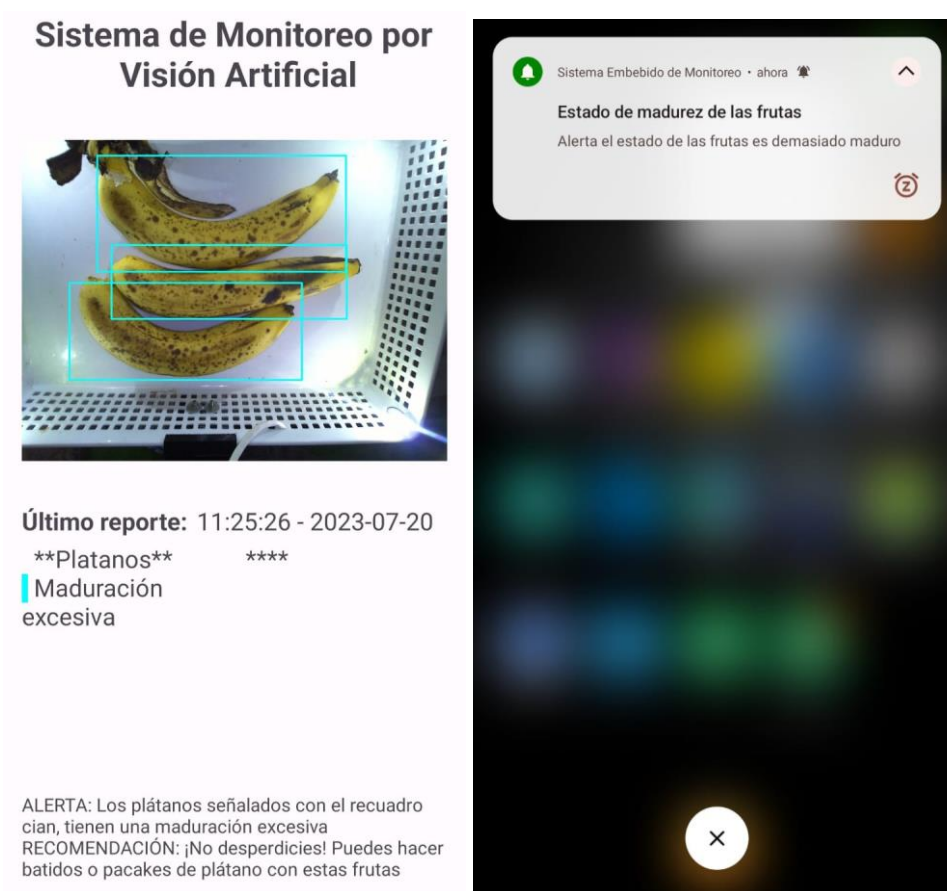 Sistema de Monitoreo por
Visión Artificial
Último reporte: 11:25:26 - 2023-07-20
**Platanos** ****
Maduración
excesiva
ALERTA: Los plátanos señalados con el recuadro
cian, tienen una maduración excesiva
RECOMENDACIÓN: ¡No desperdicies! Puedes hacer
batidos o pacakes de plátano con estas frutas
Sistema Embebido de Monitoreo • ahora
Estado de madurez de las frutas
Alerta el estado de las frutas es demasiado maduro
z